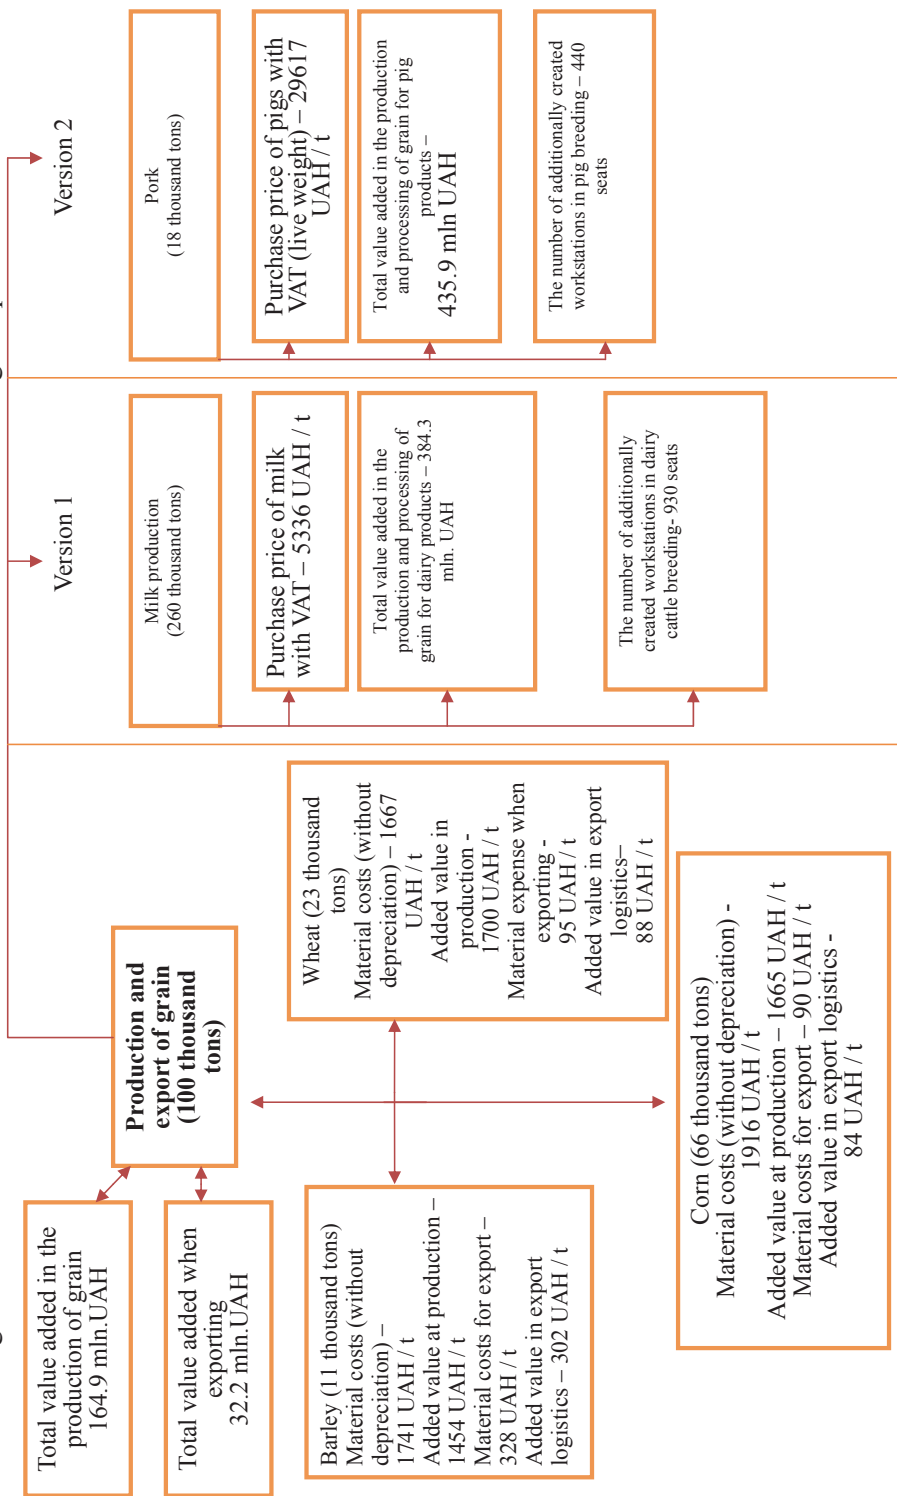 Total value added in the
production of grain
164.9 mln.UAH
Total value added when
exporting
32.2 mln.UAH
Production and
export of grain
(100 thousand
tons)
Barley (11 thousand tons)
Material costs (without
depreciation) –
1741 UAH / t
Added value at production –
1454 UAH / t
Material costs for export –
328 UAH / t
Added value in export
logistics – 302 UAH / t
Wheat (23 thousand
tons)
Material costs (without
depreciation) – 1667
UAH / t
Added value in
production -
1700 UAH / t
Material expense when
exporting -
95 UAH / t
Added value in export
logistics–
88 UAH / t
Corn (66 thousand tons)
Material costs (without depreciation) -
1916 UAH / t
Added value at production – 1665 UAH / t
Material costs for export – 90 UAH / t
Added value in export logistics -
84 UAH / t
Version 1
Milk production
(260 thousand tons)
Purchase price of milk
with VAT – 5336 UAH / t
Total value added in the
production and processing of
grain for dairy products – 384.3
mln. UAH
The number of additionally
created workstations in dairy
cattle breeding- 930 seats
Version 2
Pork
(18 thousand tons)
Purchase price of pigs with
VAT (live weight) – 29617
UAH / t
Total value added in the production
and processing of grain for pig
products –
435.9 mln UAH
The number of additionally created
workstations in pig breeding – 440
seats